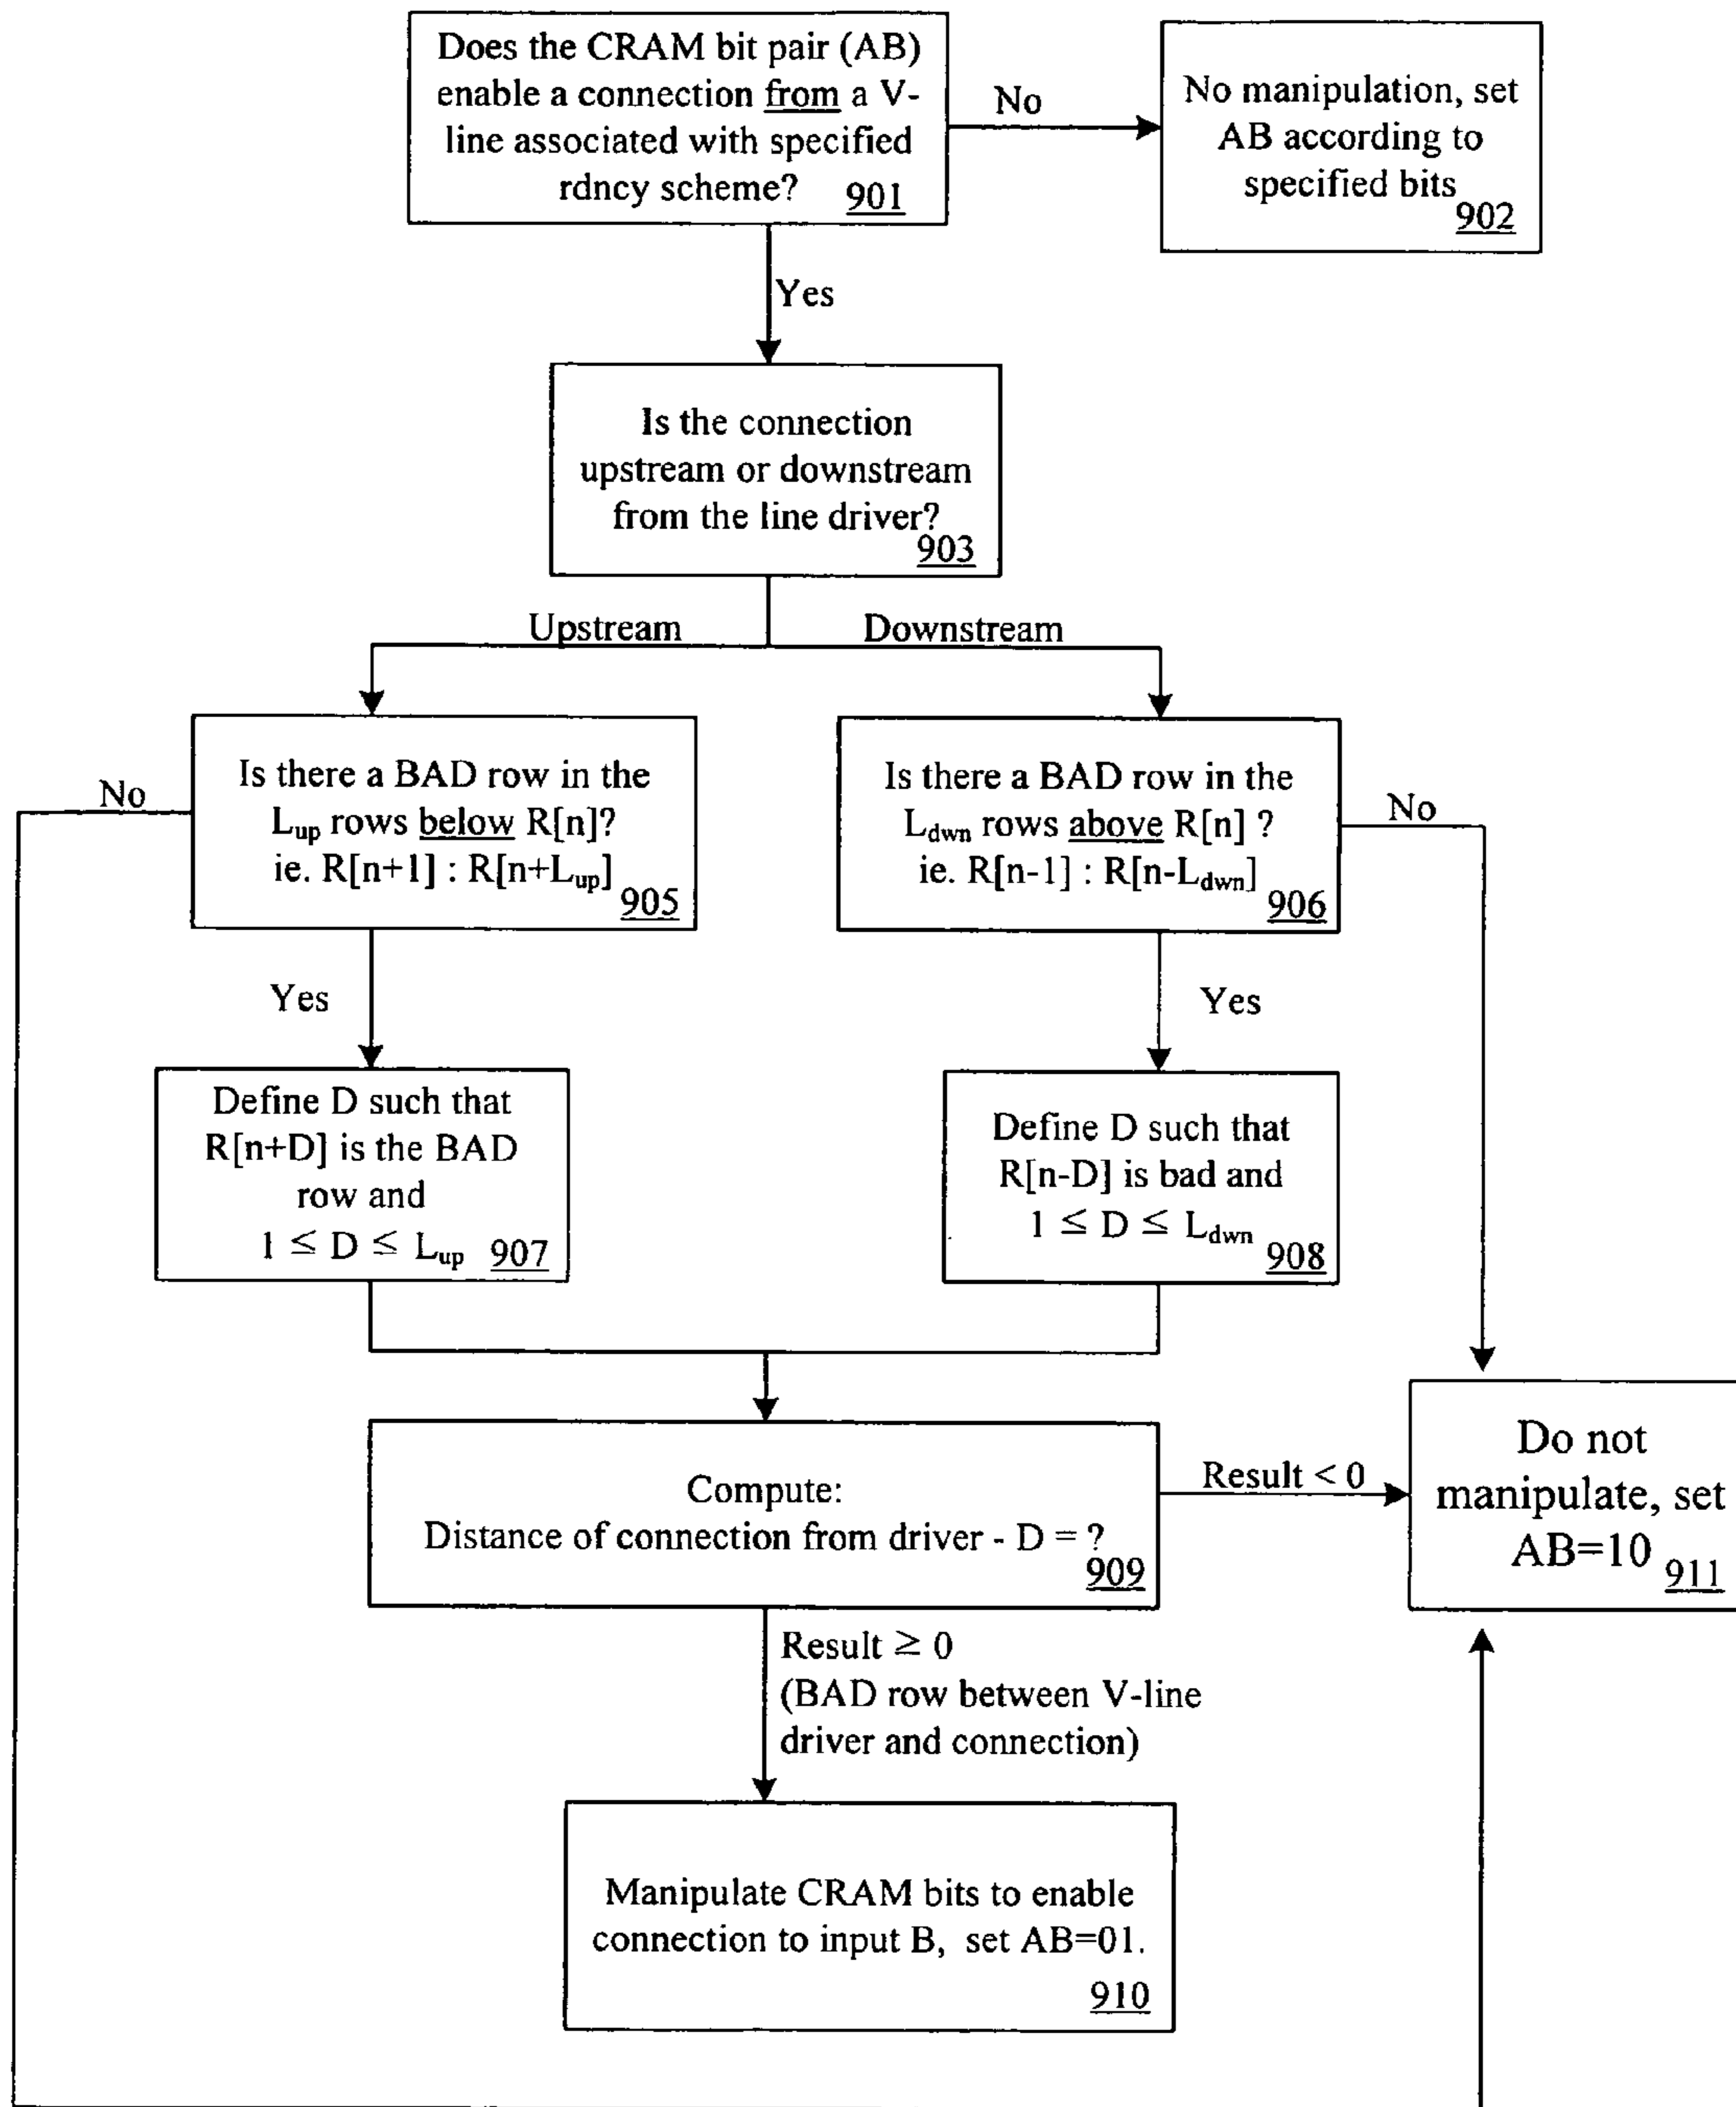 Does the CRAM bit pair (AB)
enable a connection from a V-
line associated with specified
rdncy scheme? 901
No
No manipulation, set
AB according to
specified bits
902
Yes
Is the connection
upstream or downstream
from the line driver?
903
Upstream
Downstream
No
Is there a BAD row in the
Lup rows below R[n]?
ie. R[n+1] : R[n+Lup]
905
Is there a BAD row in the
Ldwn rows above R[n] ?
ie. R[n-1] : R[n-Ldwn]
906
No
Yes
Yes
Define D such that
R[n+D] is the BAD
row and
1 ≤ D ≤ Lup 907
Define D such that
R[n-D] is bad and
1 ≤ D ≤ Ldwn
908
Compute:
Distance of connection from driver - D = ?
909
Result < 0
Do not
manipulate, set
AB=10 911
Result ≥ 0
(BAD row between V-line
driver and connection)
Manipulate CRAM bits to enable
connection to input B, set AB=01.
910